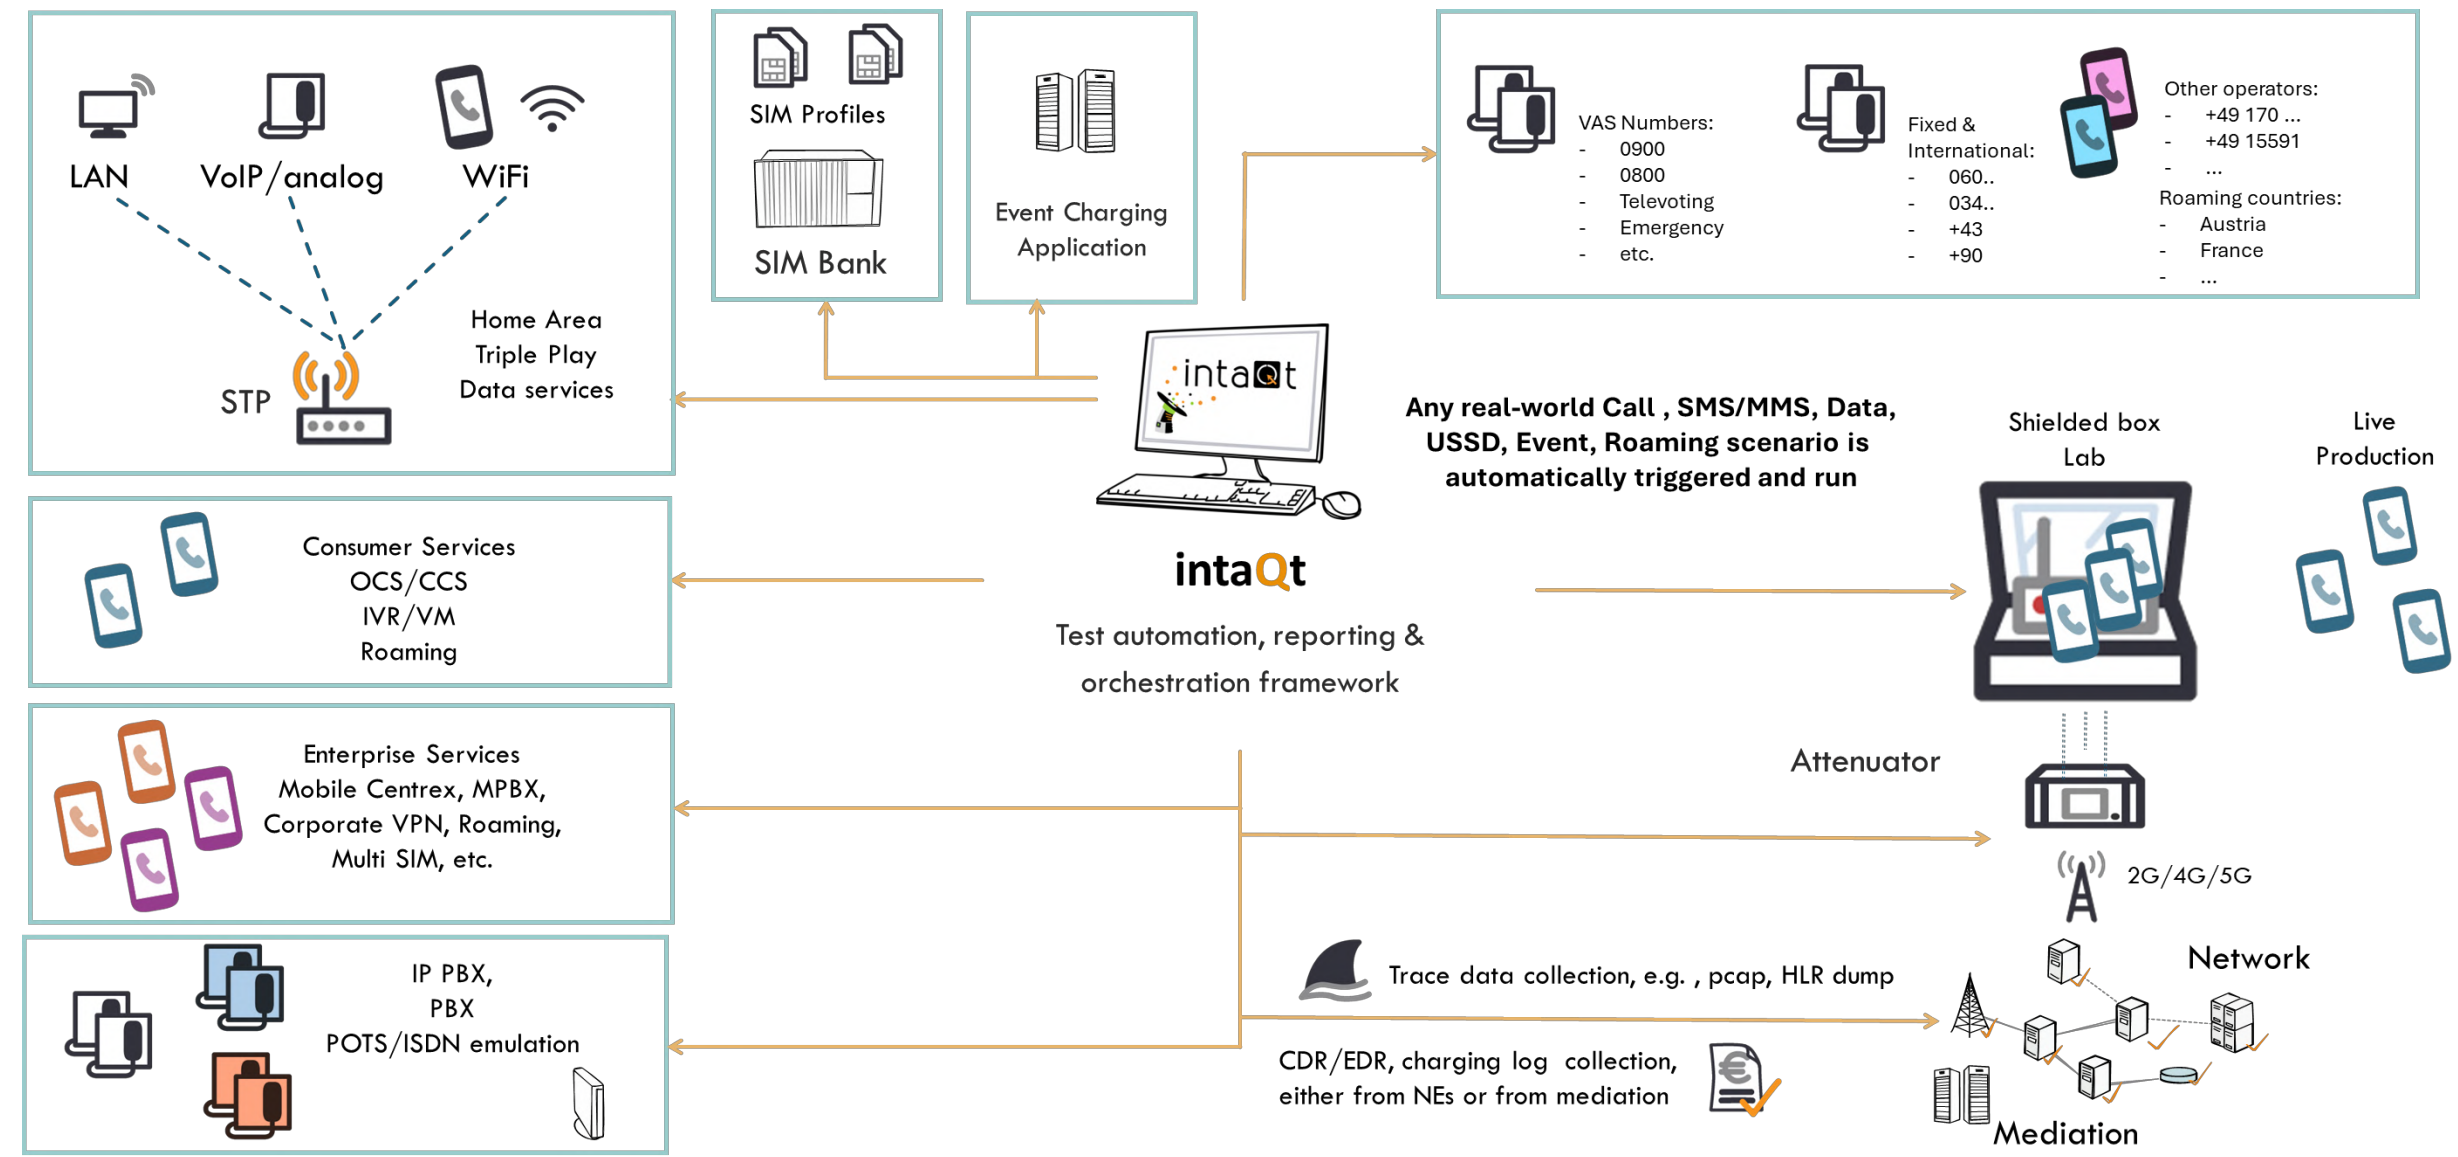 LAN
VoIP/analog
WiFi
Home Area
Triple Play
Data services
STP
SIM Profiles
SIM Bank
Event Charging
Application
VAS Numbers:
- 0900
- 0800
- Televoting
- Emergency
- etc.
Fixed &
International:
- 060..
- 034..
- +43
- +90
Other operators:
- +49 170 ...
- +49 15591
- ...
Roaming countries:
- Austria
- France
- ...
intaQt
Any real-world Call , SMS/MMS, Data,
USSD, Event, Roaming scenario is
automatically triggered and run
Shielded box
Lab
Live
Production
Consumer Services
OCS/CCS
IVR/VM
Roaming
intaQt
Test automation, reporting &
orchestration framework
Enterprise Services
Mobile Centrex, MPBX,
Corporate VPN, Roaming,
Multi SIM, etc.
Attenuator
2G/4G/5G
IP PBX,
PBX
POTS/ISDN emulation
Trace data collection, e.g. , pcap, HLR dump
Network
CDR/EDR, charging log collection,
either from NEs or from mediation
€
Mediation